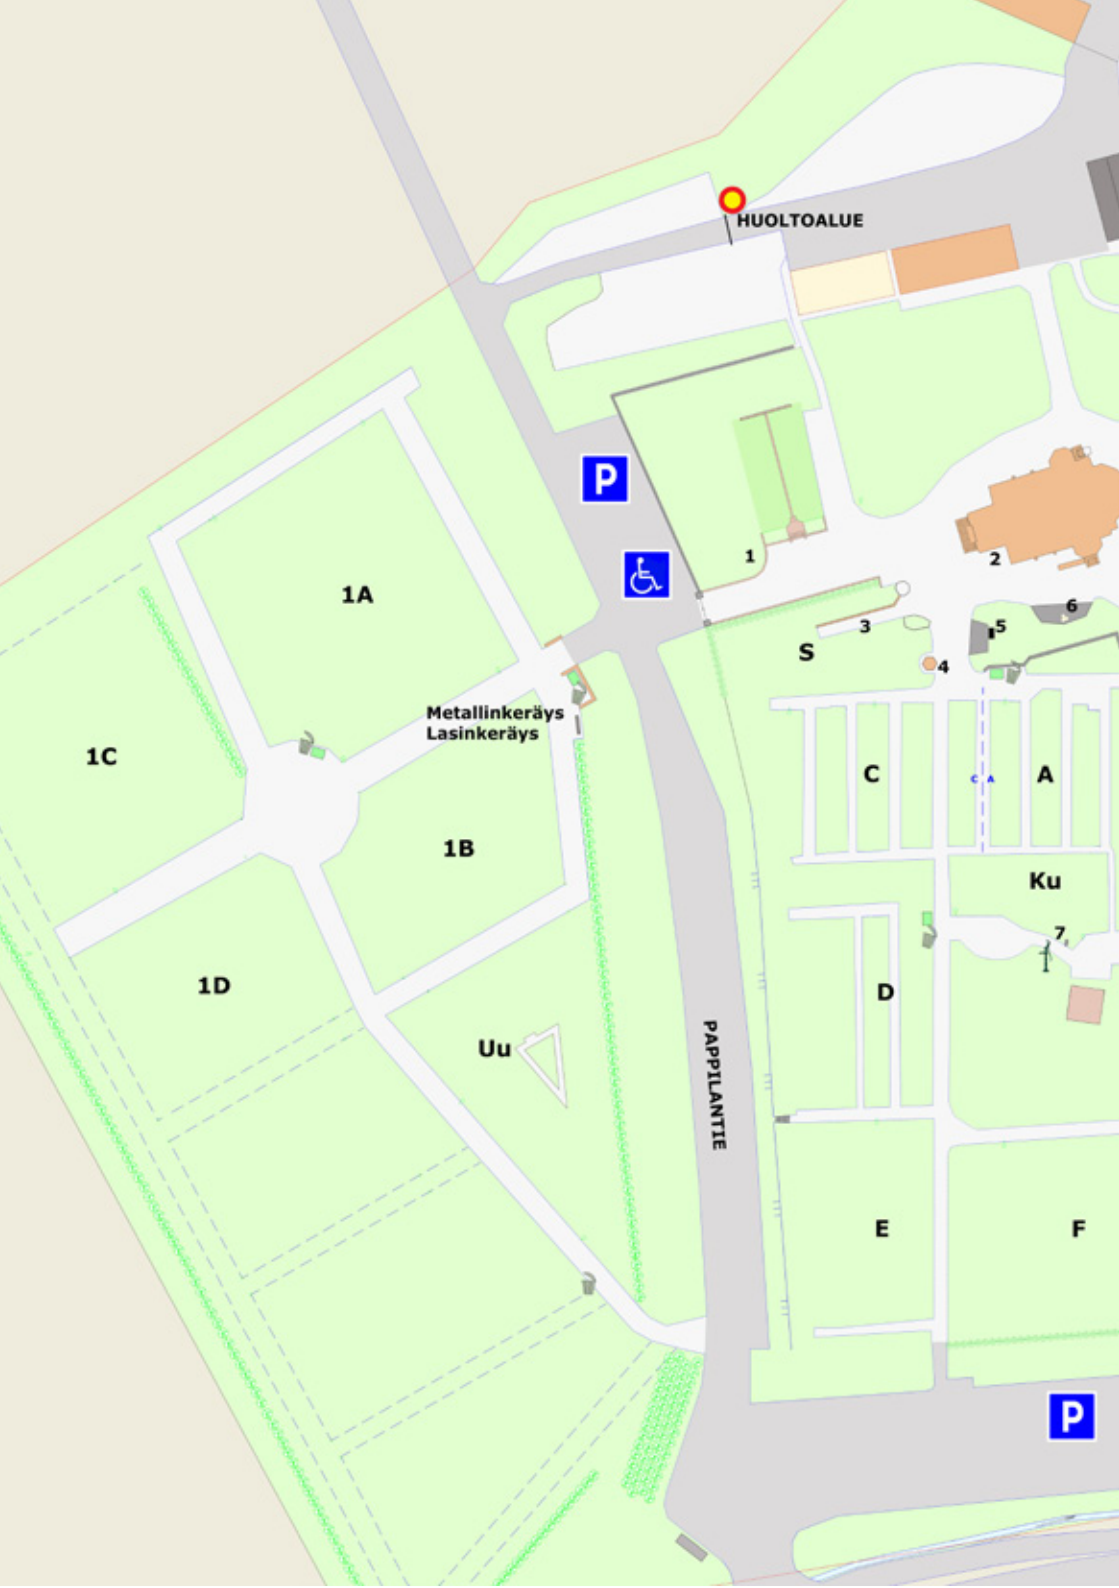 HUOLTOALUE
P
1
2
1A
6
3
5
S
4
Metallinkeräys
Lasinkeräys
1C
C
C A
A
1B
Ku
7
1D
D
Uu
PAPPILANTIE
E
F
P